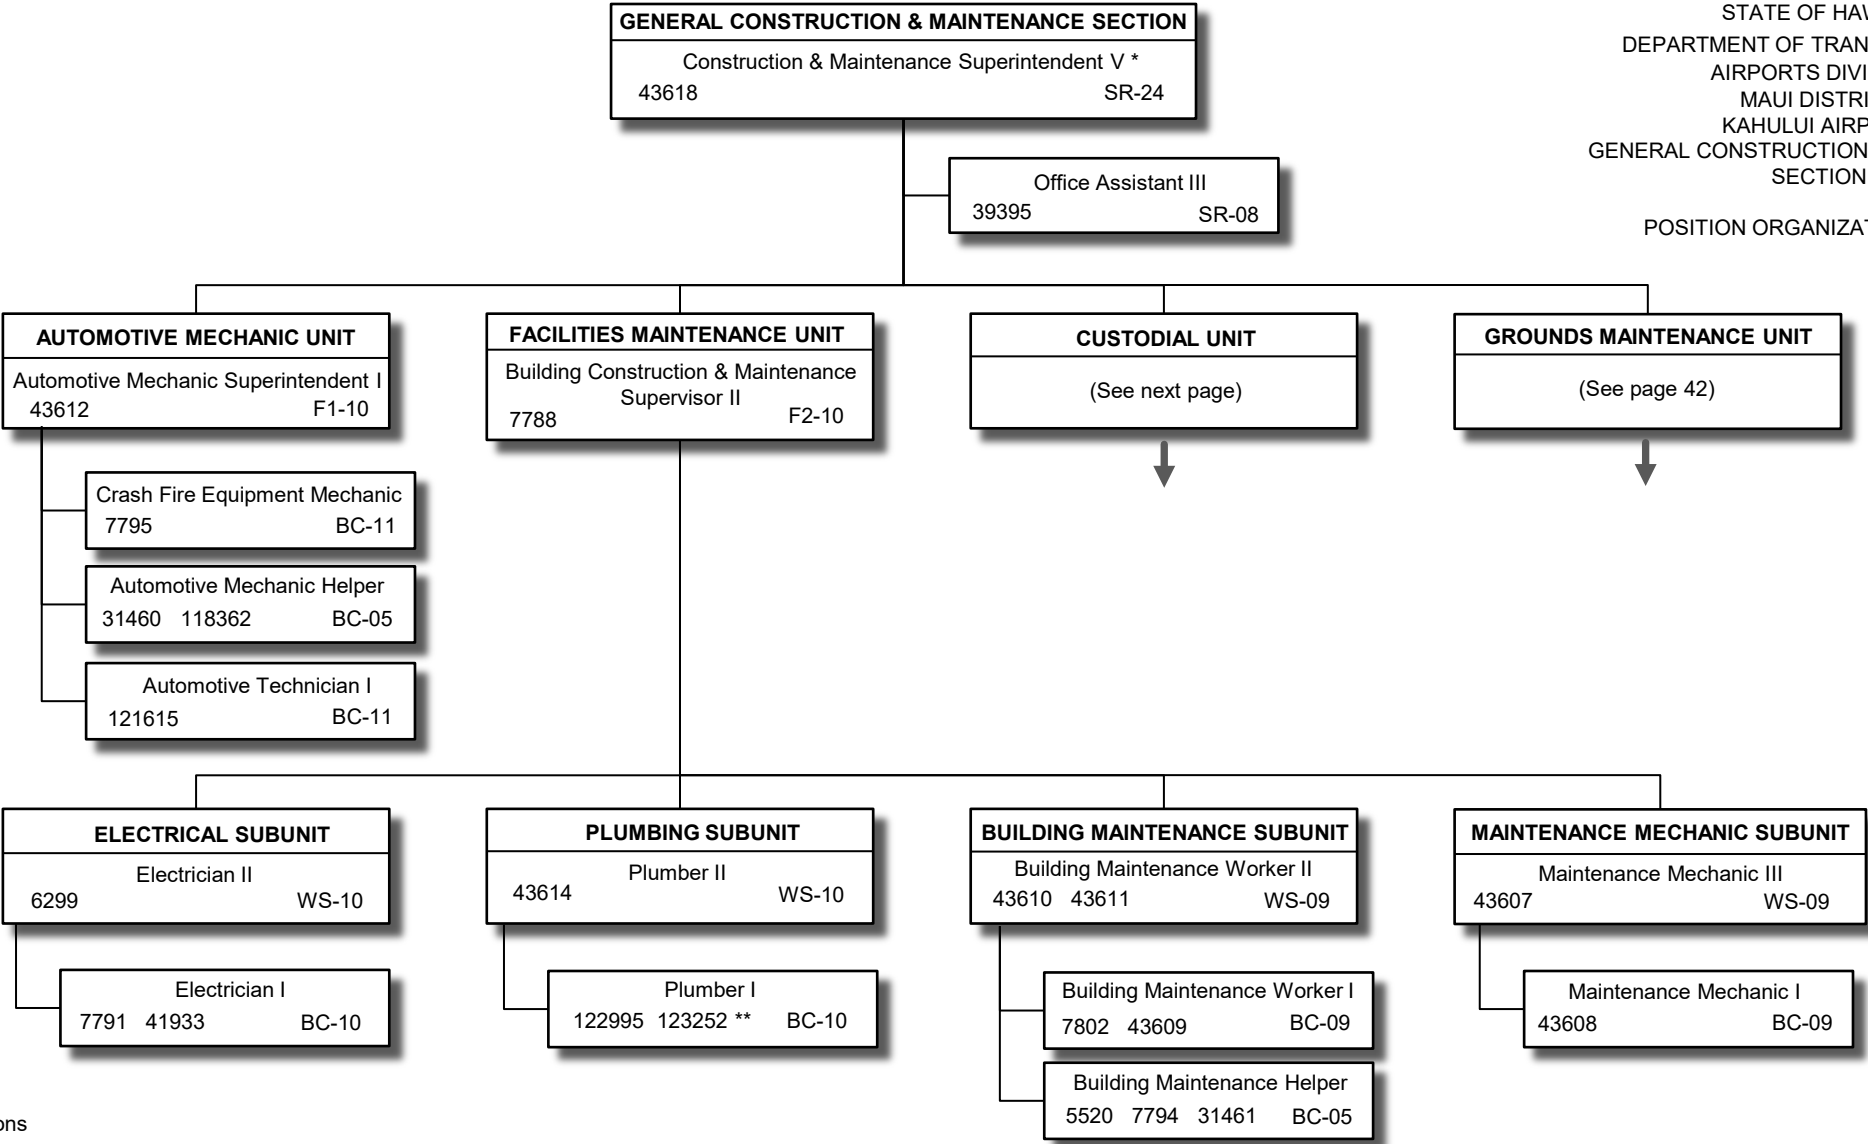 GENERAL CONSTRUCTION & MAINTENANCE SECTION
Construction & Maintenance Superintendent V *
43618 SR-24
STATE OF
DEPARTMENT OF
AIRPORTS
MAUI
KAHULUI
GENERAL CONSTRUCTION
SECTION
POSITION
Office Assistant III
39395 SR-08
AUTOMOTIVE MECHANIC UNIT
Automotive Mechanic Superintendent I
43612 F1-10
FACILITIES MAINTENANCE UNIT
Building Construction & Maintenance
Supervisor II
7788 F2-10
CUSTODIAL UNIT
(See next page)
GROUNDS MAINTENANCE UNIT
(See page 42)
Crash Fire Equipment Mechanic
7795 BC-11
Automotive Mechanic Helper
31460 118362 BC-05
Automotive Technician I
121615 BC-11
ELECTRICAL SUBUNIT
Electrician II
6299 WS-10
PLUMBING SUBUNIT
Plumber II
43614 WS-10
BUILDING MAINTENANCE SUBUNIT
Building Maintenance Worker II
43610 43611 WS-09
MAINTENANCE MECHANIC SUBUNIT
Maintenance Mechanic III
43607 WS-09
Electrician I
7791 41933 BC-10
Plumber I
122995 123252 ** BC-10
Building Maintenance Worker I
7802 43609 BC-09
Maintenance Mechanic I
43608 BC-09
Building Maintenance Helper
5520 7794 31461 BC-05